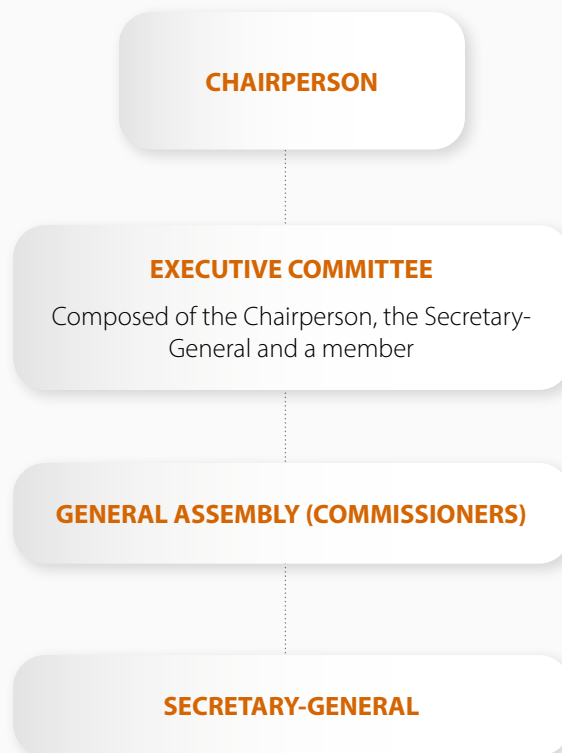 CHAIRPERSON
EXECUTIVE COMMITTEE
Composed of the Chairperson, the Secretary-
General and a member
GENERAL ASSEMBLY (COMMISSIONERS)
SECRETARY-GENERAL